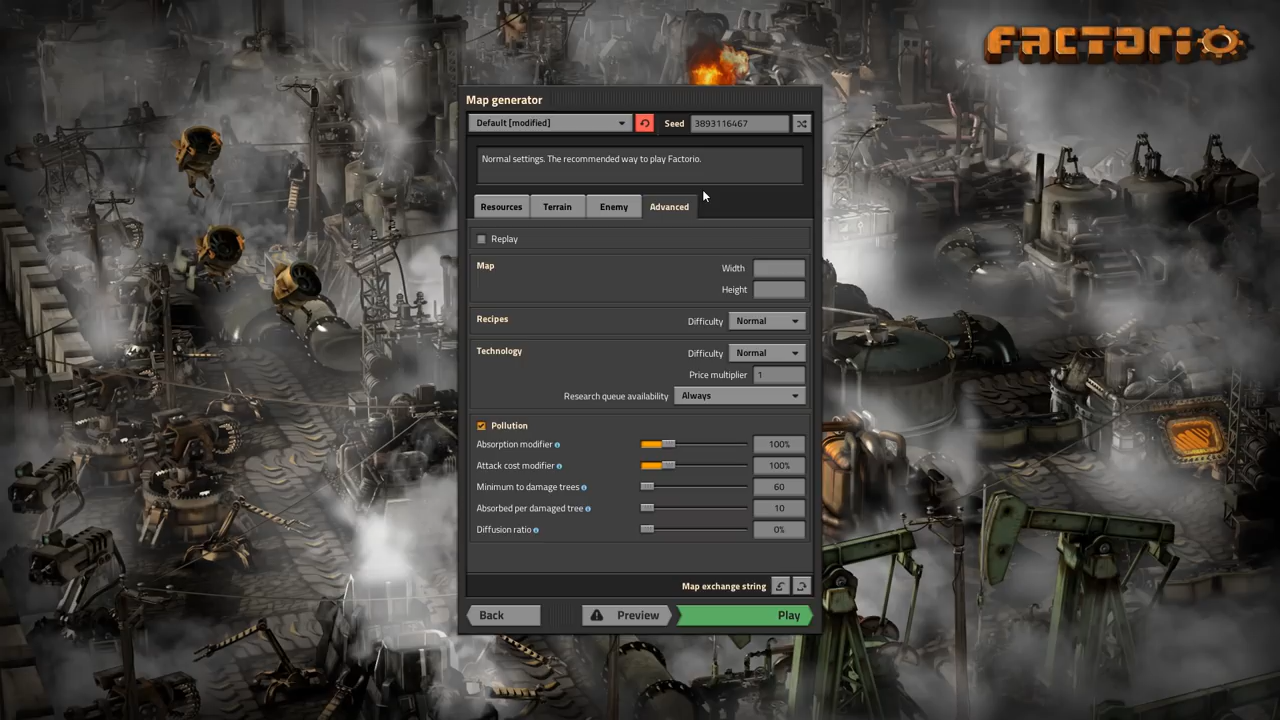 FACTORIO
Map generator
Default [modified] Seed 3893116467
Normal settings. The recommended way to play Factorio.
Resources Terrain Enemy Advanced
Replay
Map Width
Height
Recipes Difficulty Normal
Technology Difficulty Normal
Price multiplier 1
Research queue availability Always
Pollution
Absorption modifier 100%
Attack cost modifier 100%
Minimum to damage trees 60
Absorbed per damaged tree 10
Diffusion ratio 0%
Map exchange string
Back Preview Play